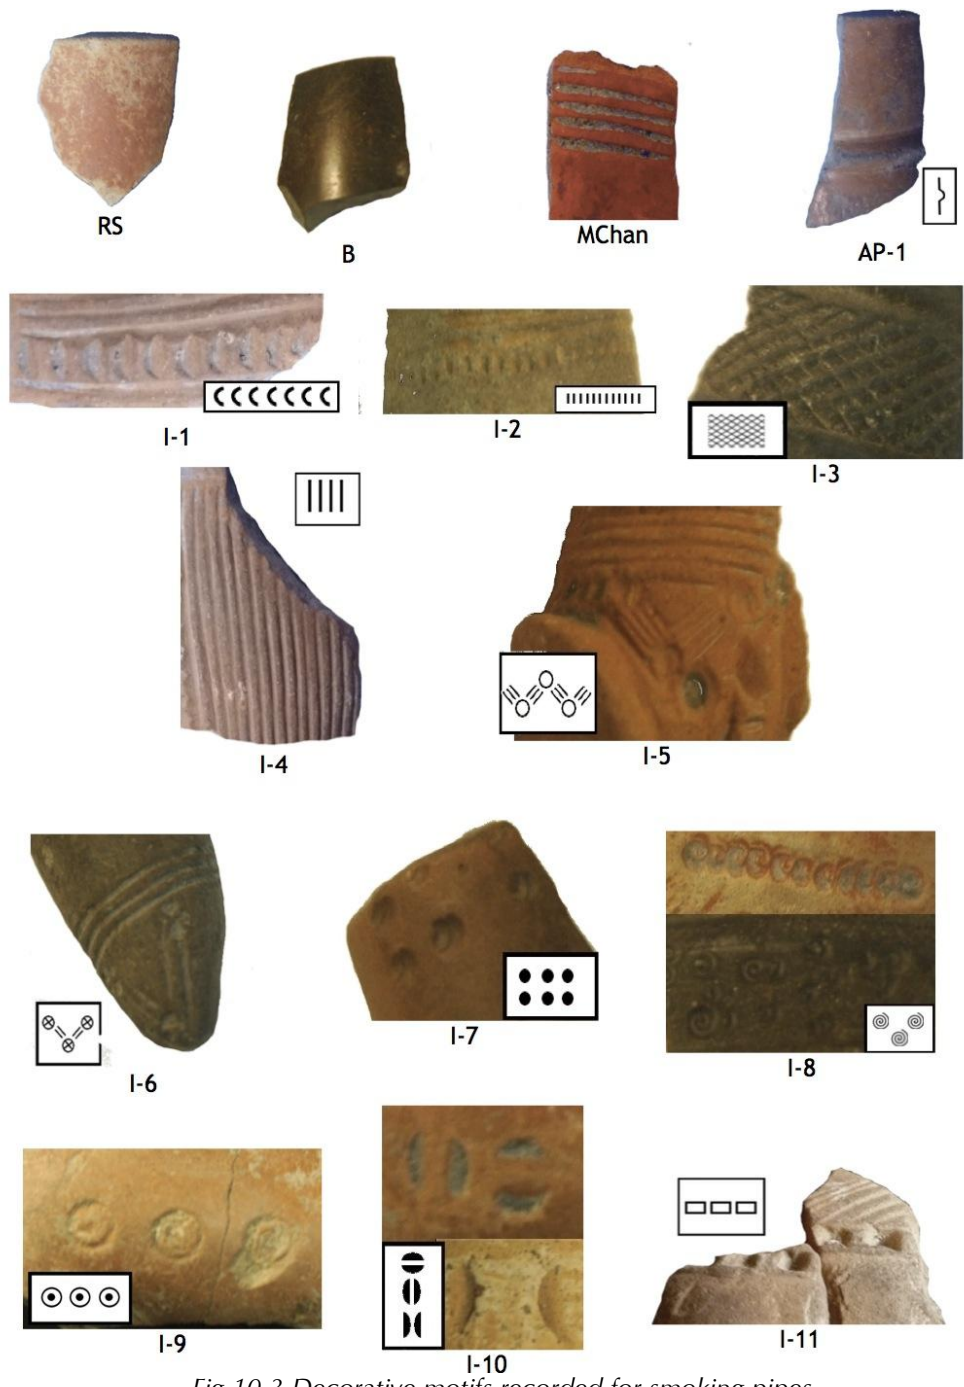 RS
B
MChan
AP-1
I-1
I-2
I-3
I-4
I-5
I-6
I-7
I-8
I-9
I-10
I-11
Fig 10-3 Decorative motifs recorded for smoking pipes